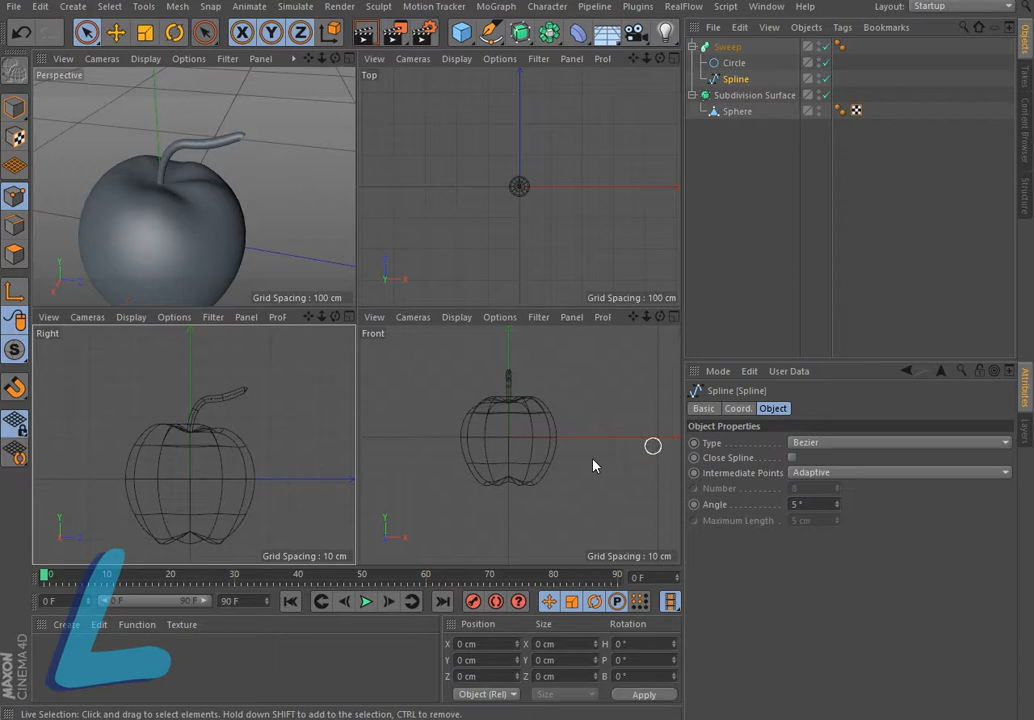 File Edit Create Select Tools Mesh Snap Animate Simulate Render Sculpt Motion Tracker MoGraph Character Pipeline Plugins RealFlow Script Window Help Layout: Startup
X Y Z
File Edit View Objects Tags Bookmarks
Sweep
Circle
Spline
Subdivision Surface
Sphere
View Cameras Display Options Filter Panel
Perspective
Y
Z
X
Grid Spacing : 100 cm
View Cameras Display Options Filter Panel Prol
Top
Z
Y X
Grid Spacing : 100 cm
View Cameras Display Options Filter Panel ProF
Right
Y
X Z
Grid Spacing : 10 cm
View Cameras Display Options Filter Panel Prol
Front
Y
Z X
Grid Spacing : 10 cm
Objects
Takes
Content Browser
Structure
Mode Edit User Data
Spline [Spline]
Basic Coord. Object
Object Properties
Type Bezier
Close Spline
Intermediate Points Adaptive
Number 8
Angle 5 °
Maximum Length 5 cm
Attributes
Layers
0 10 20 30 40 50 60 70 80 90 0 F
0 F 0 F 90 F 90 F
P
Create Edit Function Texture
Position Size Rotation
X 0 cm X 0 cm H 0 °
Y 0 cm Y 0 cm P 0 °
Z 0 cm Z 0 cm B 0 °
Object (Rel) Size Apply
MAXON
CINEMA 4D
L
Live Selection: Click and drag to select elements. Hold down SHIFT to add to the selection, CTRL to remove.